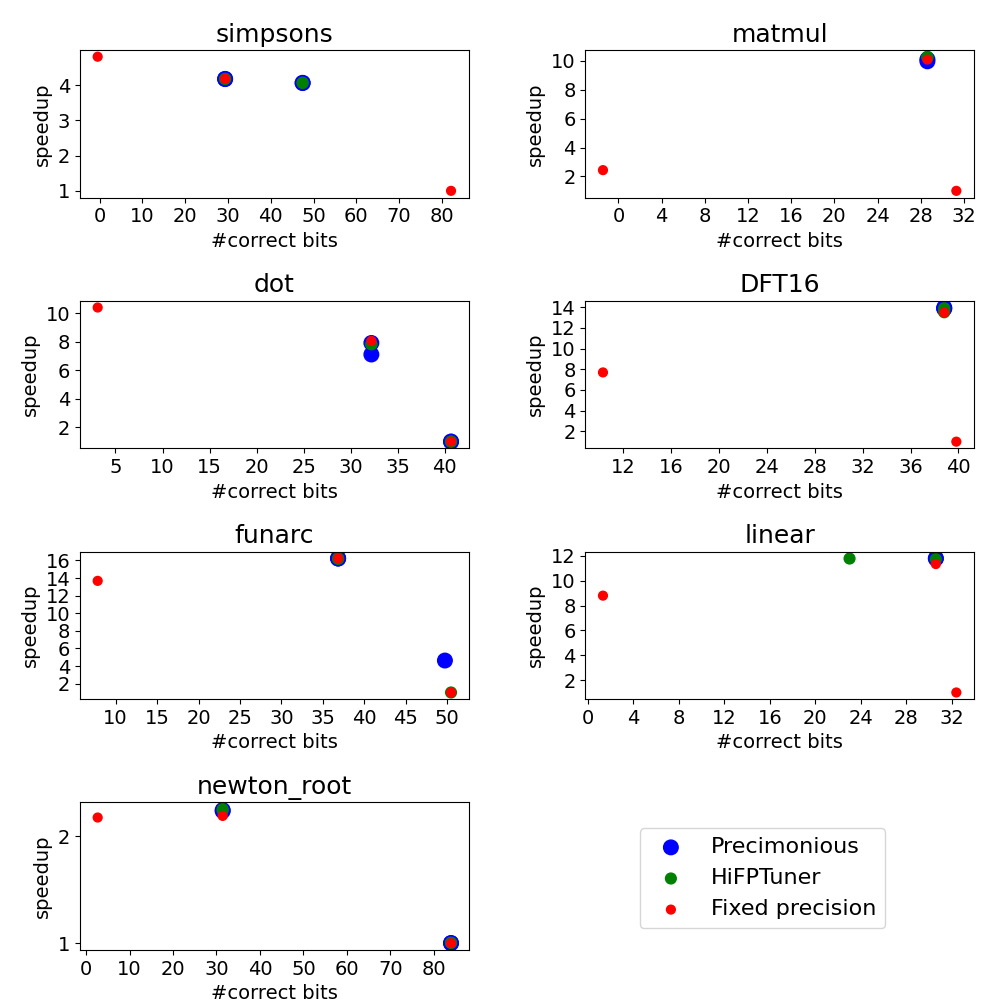 simpsons
speedup
4
3
2
1
0 10 20 30 40 50 60 70 80
#correct bits
matmul
speedup
10
8
6
4
2
0 4 8 12 16 20 24 28 32
#correct bits
dot
speedup
10
8
6
4
2
5 10 15 20 25 30 35 40
#correct bits
DFT16
speedup
14
12
10
8
6
4
2
12 16 20 24 28 32 36 40
#correct bits
funarc
speedup
16
14
12
10
8
6
4
2
10 15 20 25 30 35 40 45 50
#correct bits
linear
speedup
12
10
8
6
4
2
0 4 8 12 16 20 24 28 32
#correct bits
newton_root
speedup
2
1
0 10 20 30 40 50 60 70 80
#correct bits
Precimonious
HiFPTuner
Fixed precision